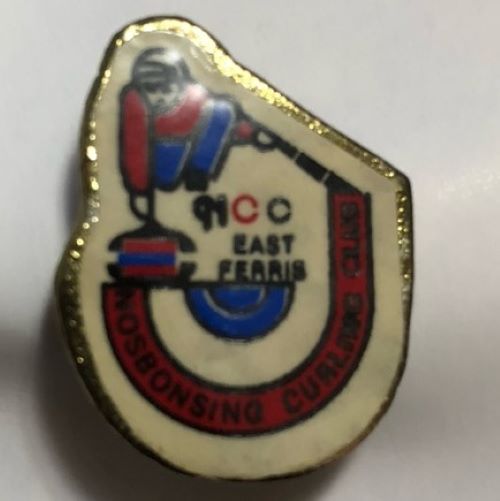 NCC
EAST
FERRIS
NOSBONSING CURLING CLUB